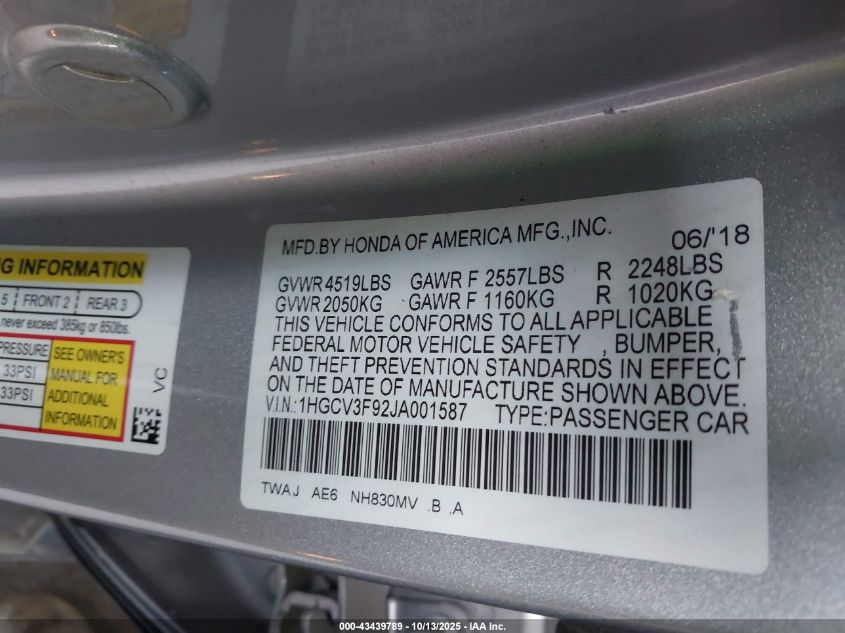 MFD.BY HONDA OF AMERICA MFG.,INC. 06/'18
GVWR 4519LBS GAWR F 2557LBS R 2248LBS
GVWR 2050KG GAWR F 1160KG R 1020KG
THIS VEHICLE CONFORMS TO ALL APPLICABLE
FEDERAL MOTOR VEHICLE SAFETY , BUMPER,
AND THEFT PREVENTION STANDARDS IN EFFECT
ON THE DATE OF MANUFACTURE SHOWN ABOVE.
V.I.N.:1HGCV3F92JA001587 TYPE:PASSENGER CAR
TWAJ AE6 NH830MV .B .A
INFORMATION
5 FRONT 2 REAR 3
never exceed 385kg or 850lbs.
PRESSURE
33PSI
33PSI
SEE OWNER'S
MANUAL FOR
ADDITIONAL
INFORMATION
VC
000-43439789 - 10/13/2025 - IAA Inc.